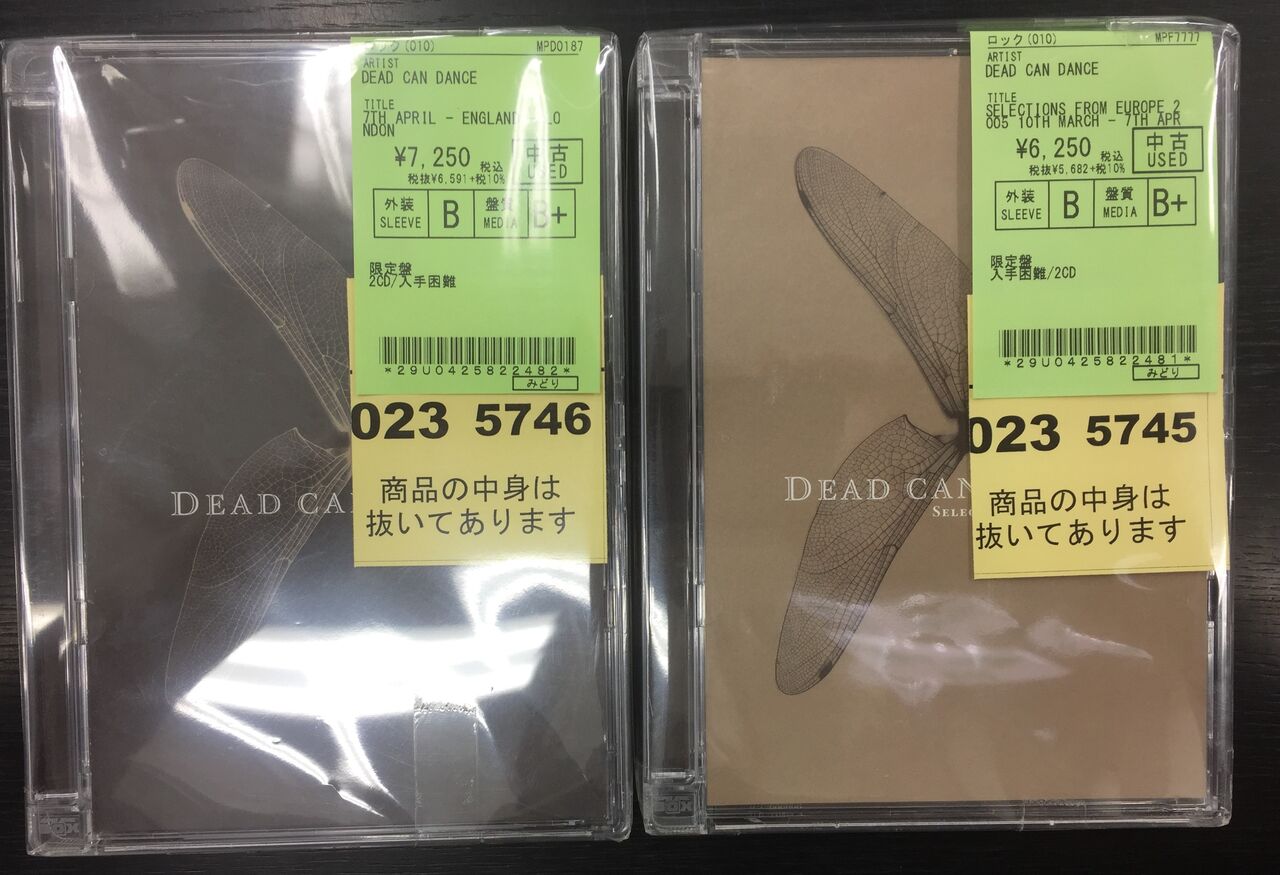 ロック(010) MPD0187
ARTIST
DEAD CAN DANCE
TITLE
7TH APRIL - ENGLAND - LO
NDON
¥7,250 税込
税抜¥6,591+税10%
中古
USED
外装
SLEEVE
B
盤質
MEDIA
B+
限定盤
2CD/入手困難
*29U0425822482*
みどり
023 5746
商品の中身は
抜いてあります
DEAD CA
ロック(010) MPF7777
ARTIST
DEAD CAN DANCE
TITLE
SELECTIONS FROM EUROPE 2
005 10TH MARCH - 7TH APR
¥6,250 税込
税抜¥5,682+税10%
中古
USED
外装
SLEEVE
B
盤質
MEDIA
B+
限定盤
入手困難/2CD
*29U0425822481*
みどり
023 5745
商品の中身は
抜いてあります
DEAD CAN
SELEC